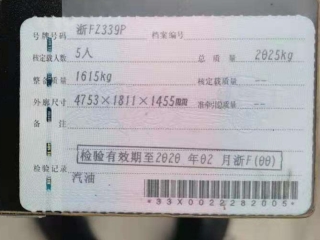 号牌号码 浙FZ339P 档案编号
核定载人数 5人 总质量 2025kg
整备质量 1615kg 核定载质量 --
外廓尺寸 4753×1811×1455mm 准牵引总质量 --
备注
检验有效期至2020 年02 月浙F(00)
检验记录
汽油
*33X0022282005*